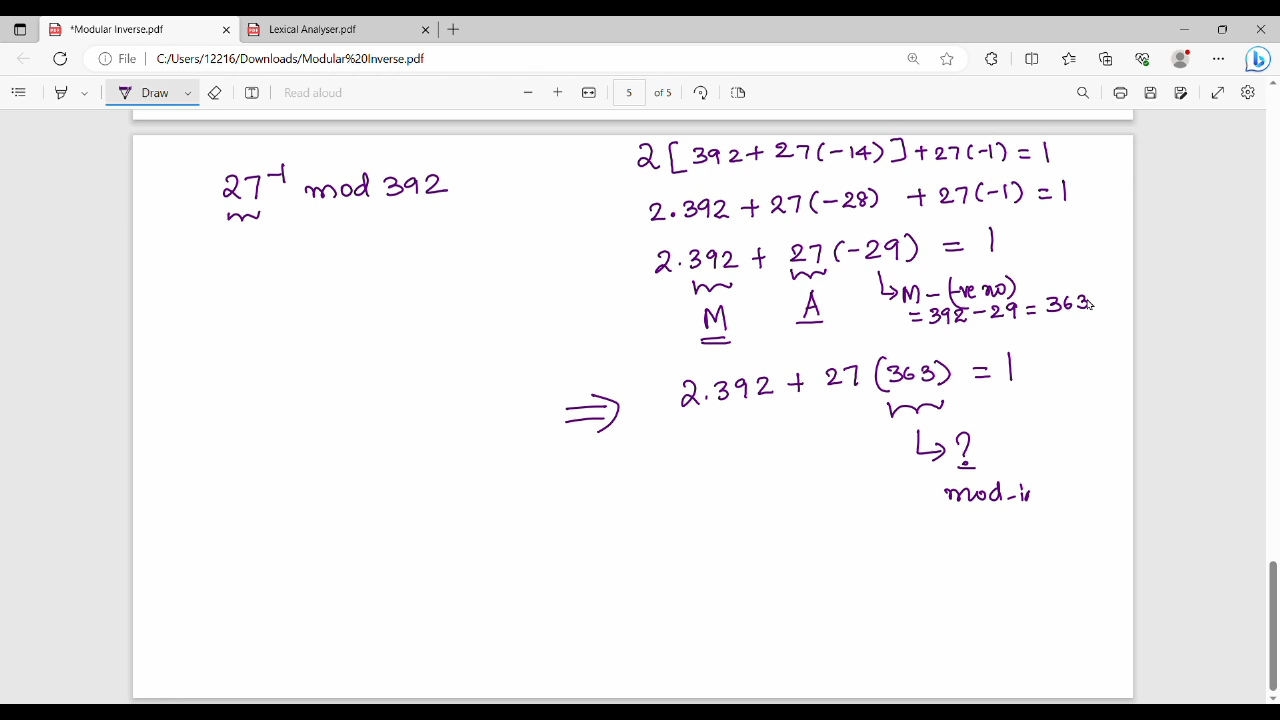 *Modular Inverse.pdf
Lexical Analyser.pdf
File C:/Users/12216/Downloads/Modular%20Inverse.pdf
Draw
Read aloud
5 of 5
27⁻¹ mod 392
2 [ 392 + 27 (-14) ] + 27 (-1) = 1
2.392 + 27 (-28) + 27 (-1) = 1
2.392 + 27 (-29) = 1
M A
M - (-ve no)
= 392 - 29 = 363
⇒ 2.392 + 27 (363) = 1
?
mod-i